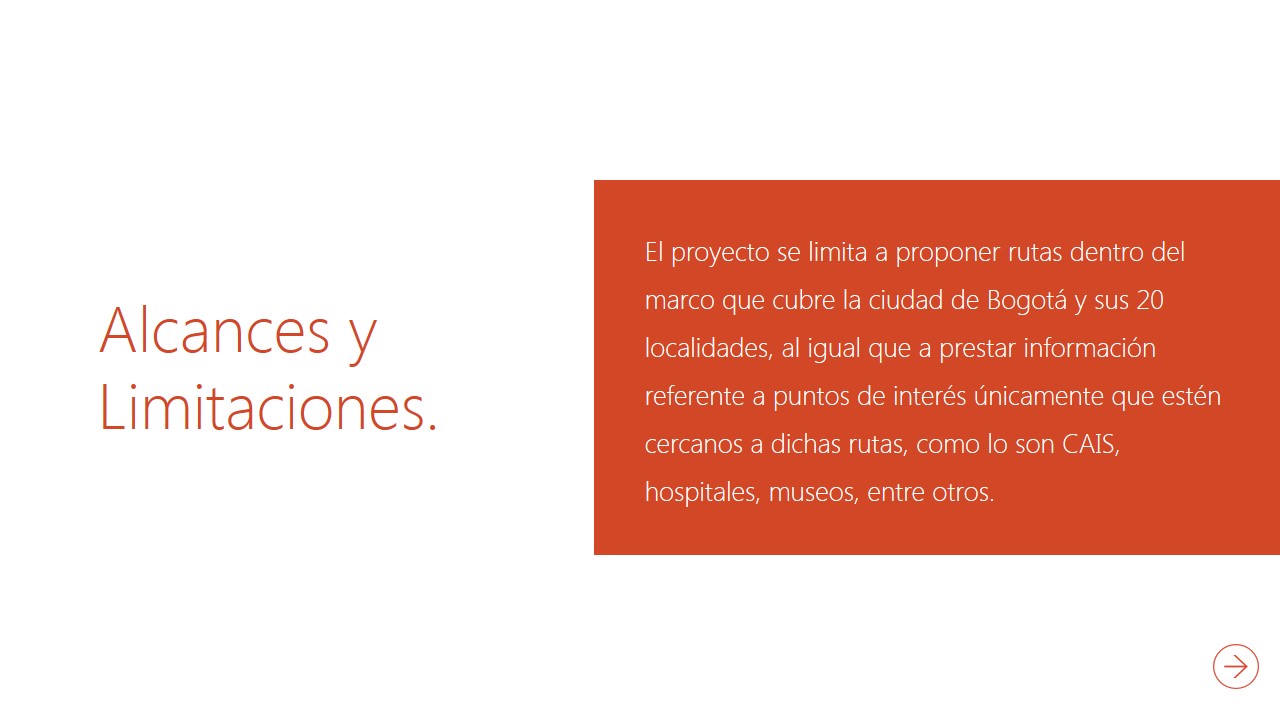 Alcances y
Limitaciones.
El proyecto se limita a proponer rutas dentro del
marco que cubre la ciudad de Bogotá y sus 20
localidades, al igual que a prestar información
referente a puntos de interés únicamente que estén
cercanos a dichas rutas, como lo son CAIS,
hospitales, museos, entre otros.